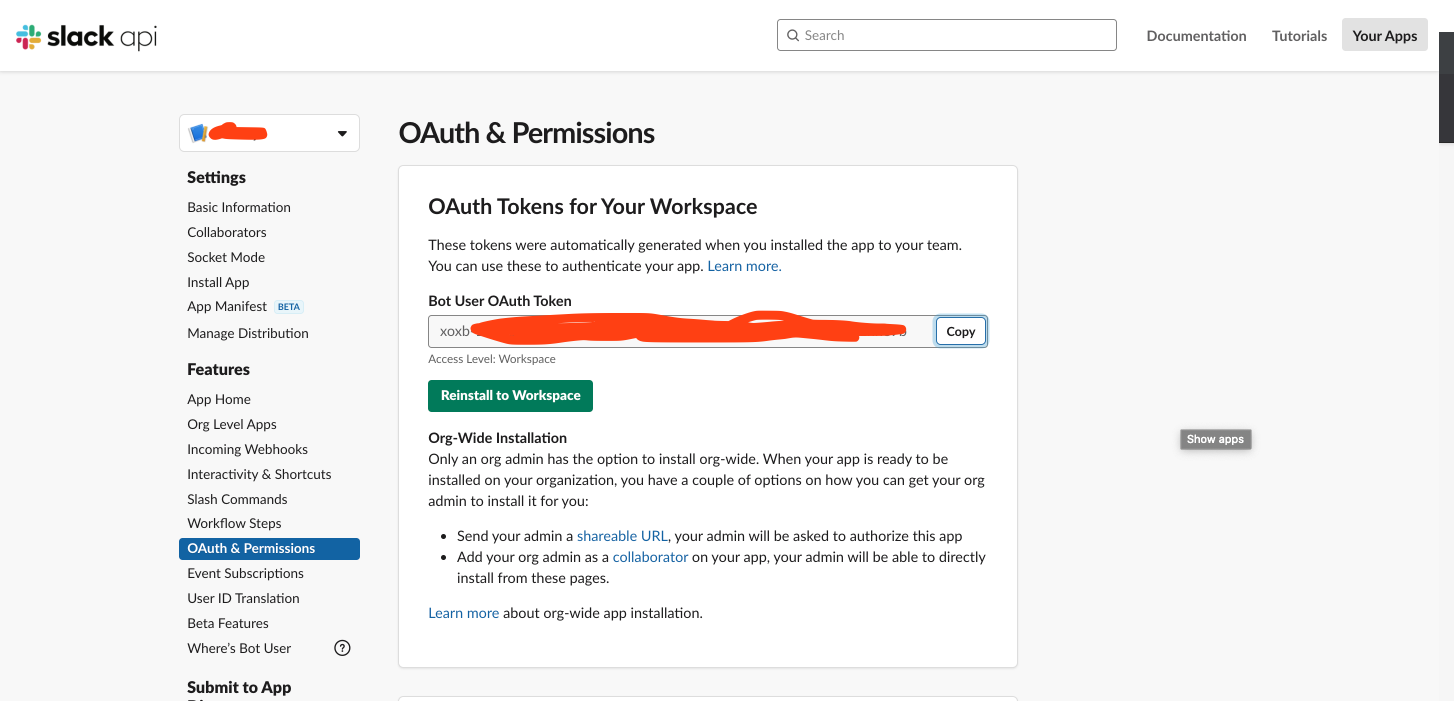 slack api
Search
Documentation
Tutorials
Your Apps
OAuth & Permissions
Settings
Basic Information
Collaborators
Socket Mode
Install App
App Manifest BETA
Manage Distribution
Features
App Home
Org Level Apps
Incoming Webhooks
Interactivity & Shortcuts
Slash Commands
Workflow Steps
OAuth & Permissions
Event Subscriptions
User ID Translation
Beta Features
Where's Bot User
?
Submit to App
OAuth Tokens for Your Workspace
These tokens were automatically generated when you installed the app to your team.
You can use these to authenticate your app. Learn more.
Bot User OAuth Token
xoxb
Copy
Access Level: Workspace
Reinstall to Workspace
Org-Wide Installation
Only an org admin has the option to install org-wide. When your app is ready to be
installed on your organization, you have a couple of options on how you can get your org
admin to install it for you:
• Send your admin a shareable URL, your admin will be asked to authorize this app
• Add your org admin as a collaborator on your app, your admin will be able to directly
install from these pages.
Learn more about org-wide app installation.
Show apps